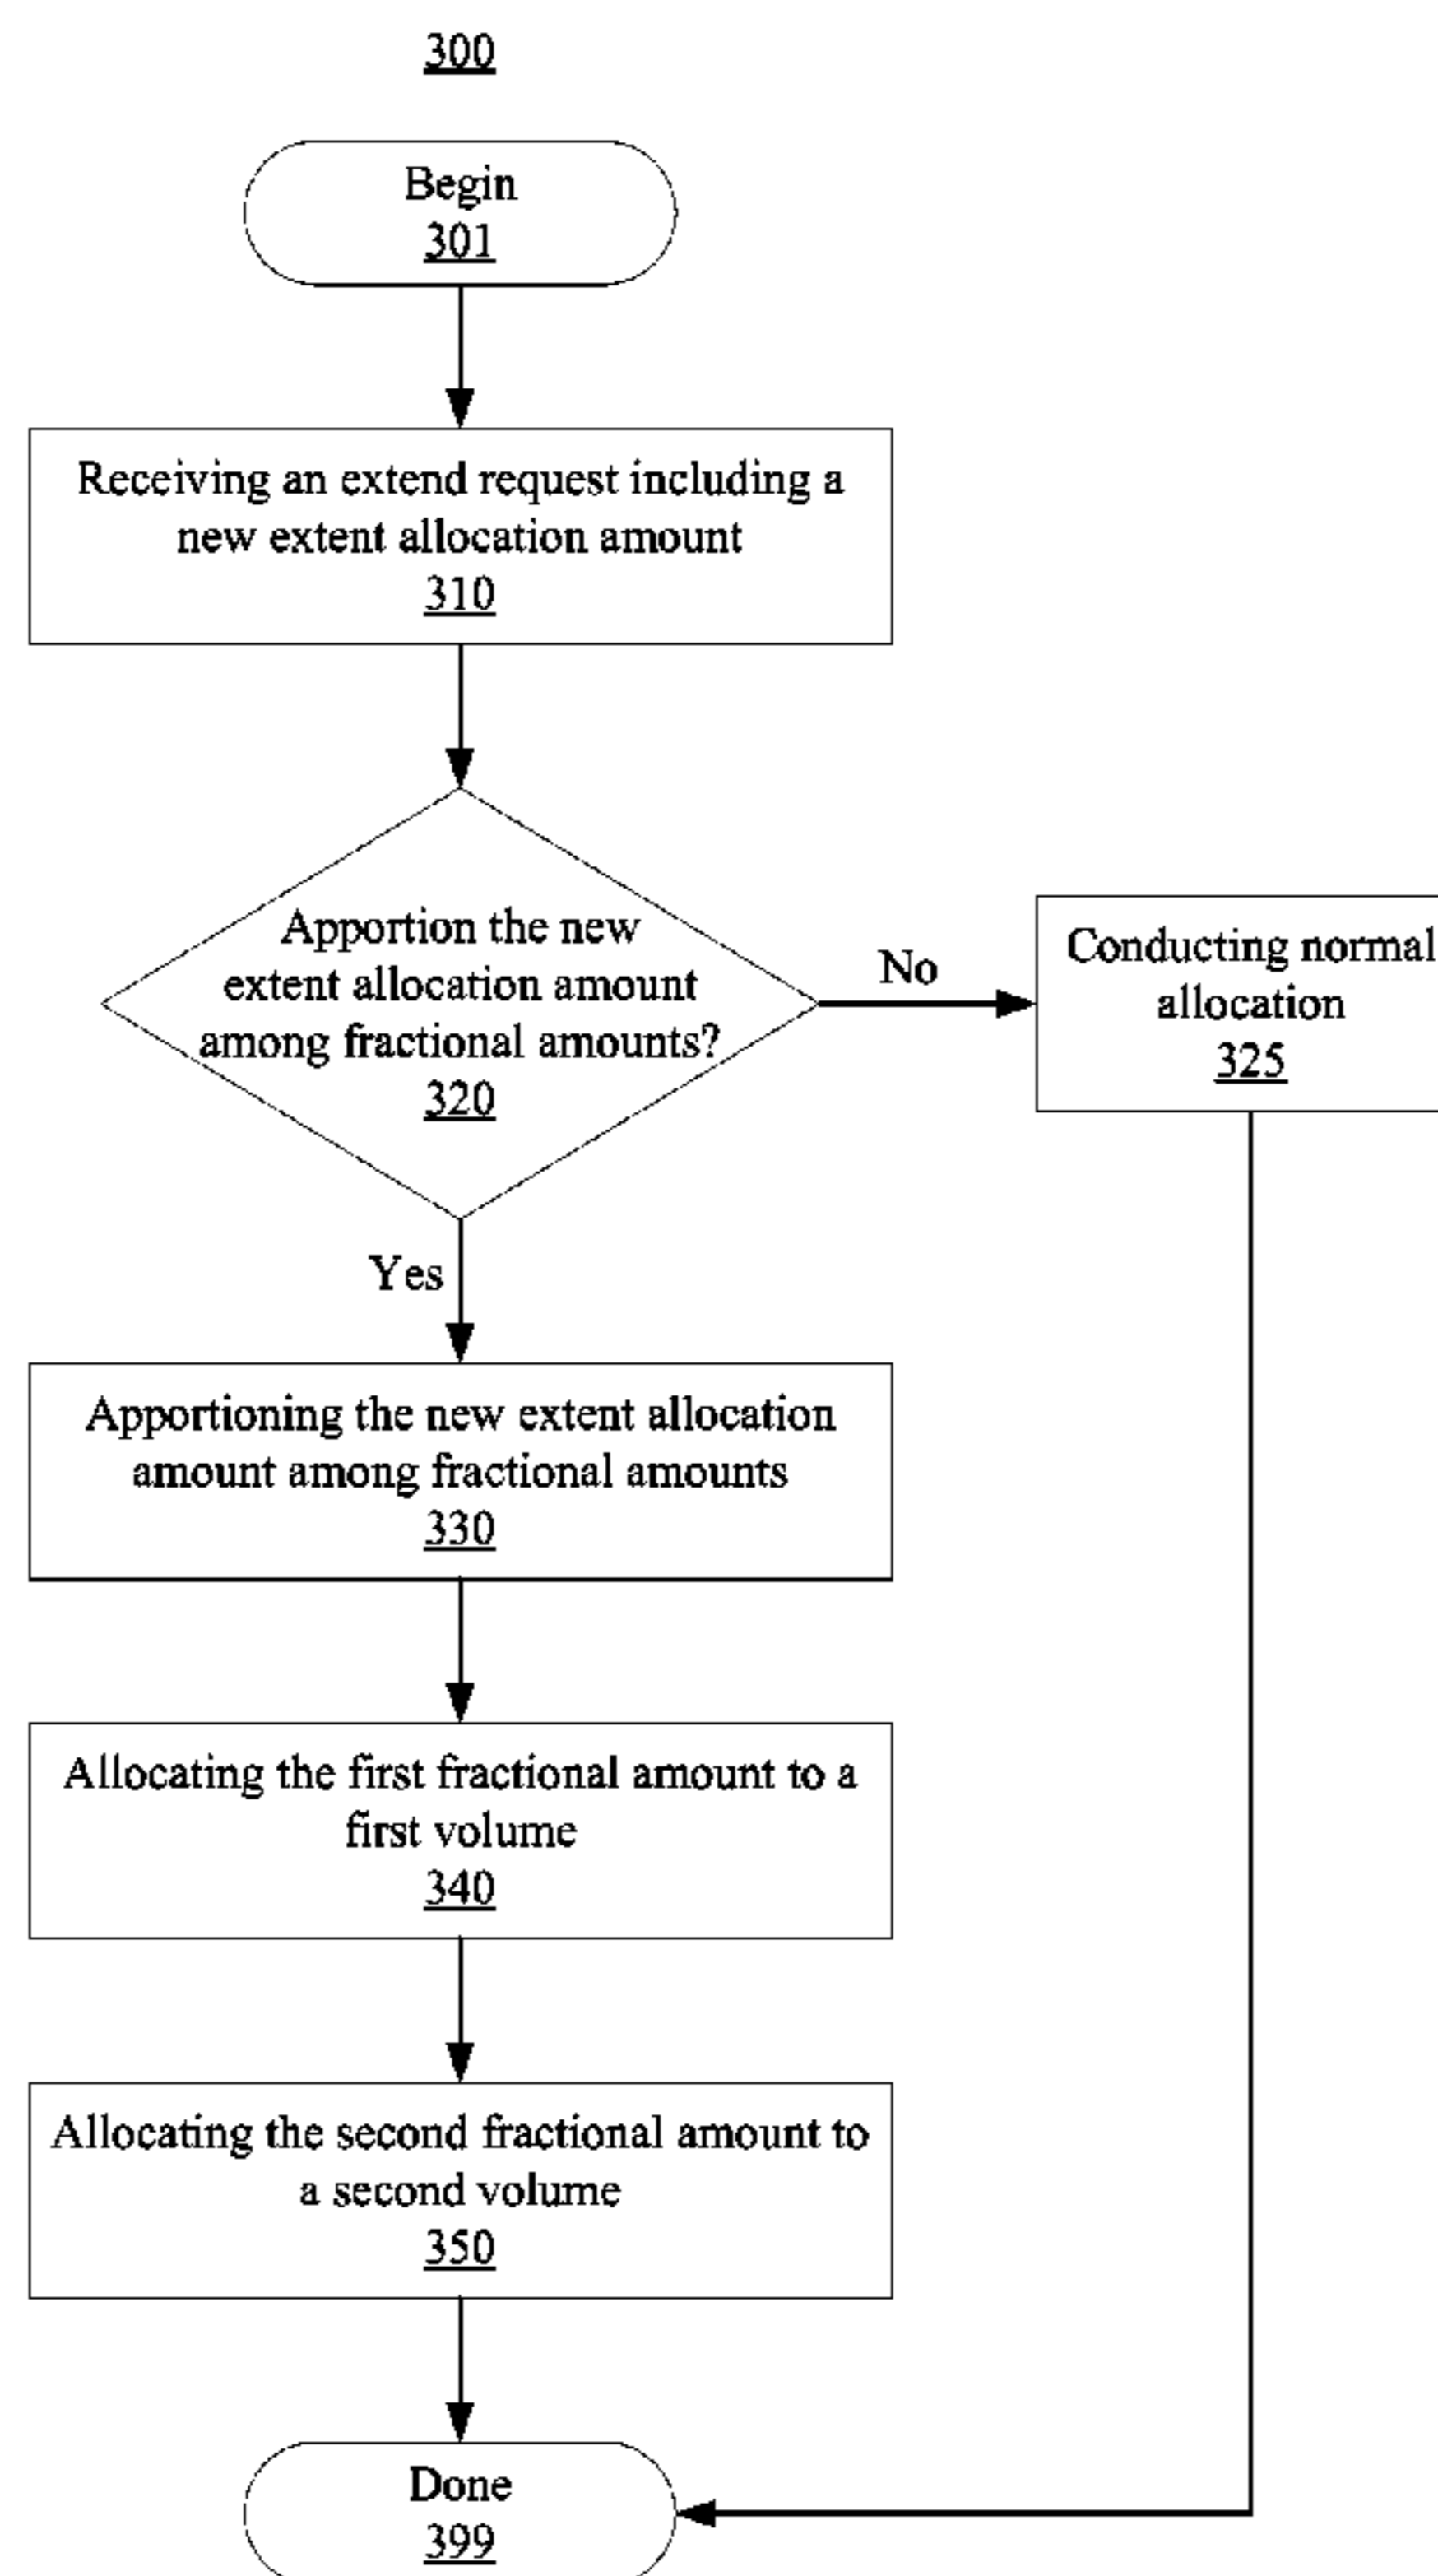 300
Begin
301
Receiving an extend request including a
new extent allocation amount
310
Apportion the new
extent allocation amount
among fractional amounts?
320
No
Conducting normal
allocation
325
Yes
Apportioning the new extent allocation
amount among fractional amounts
330
Allocating the first fractional amount to a
first volume
340
Allocating the second fractional amount to
a second volume
350
Done
399